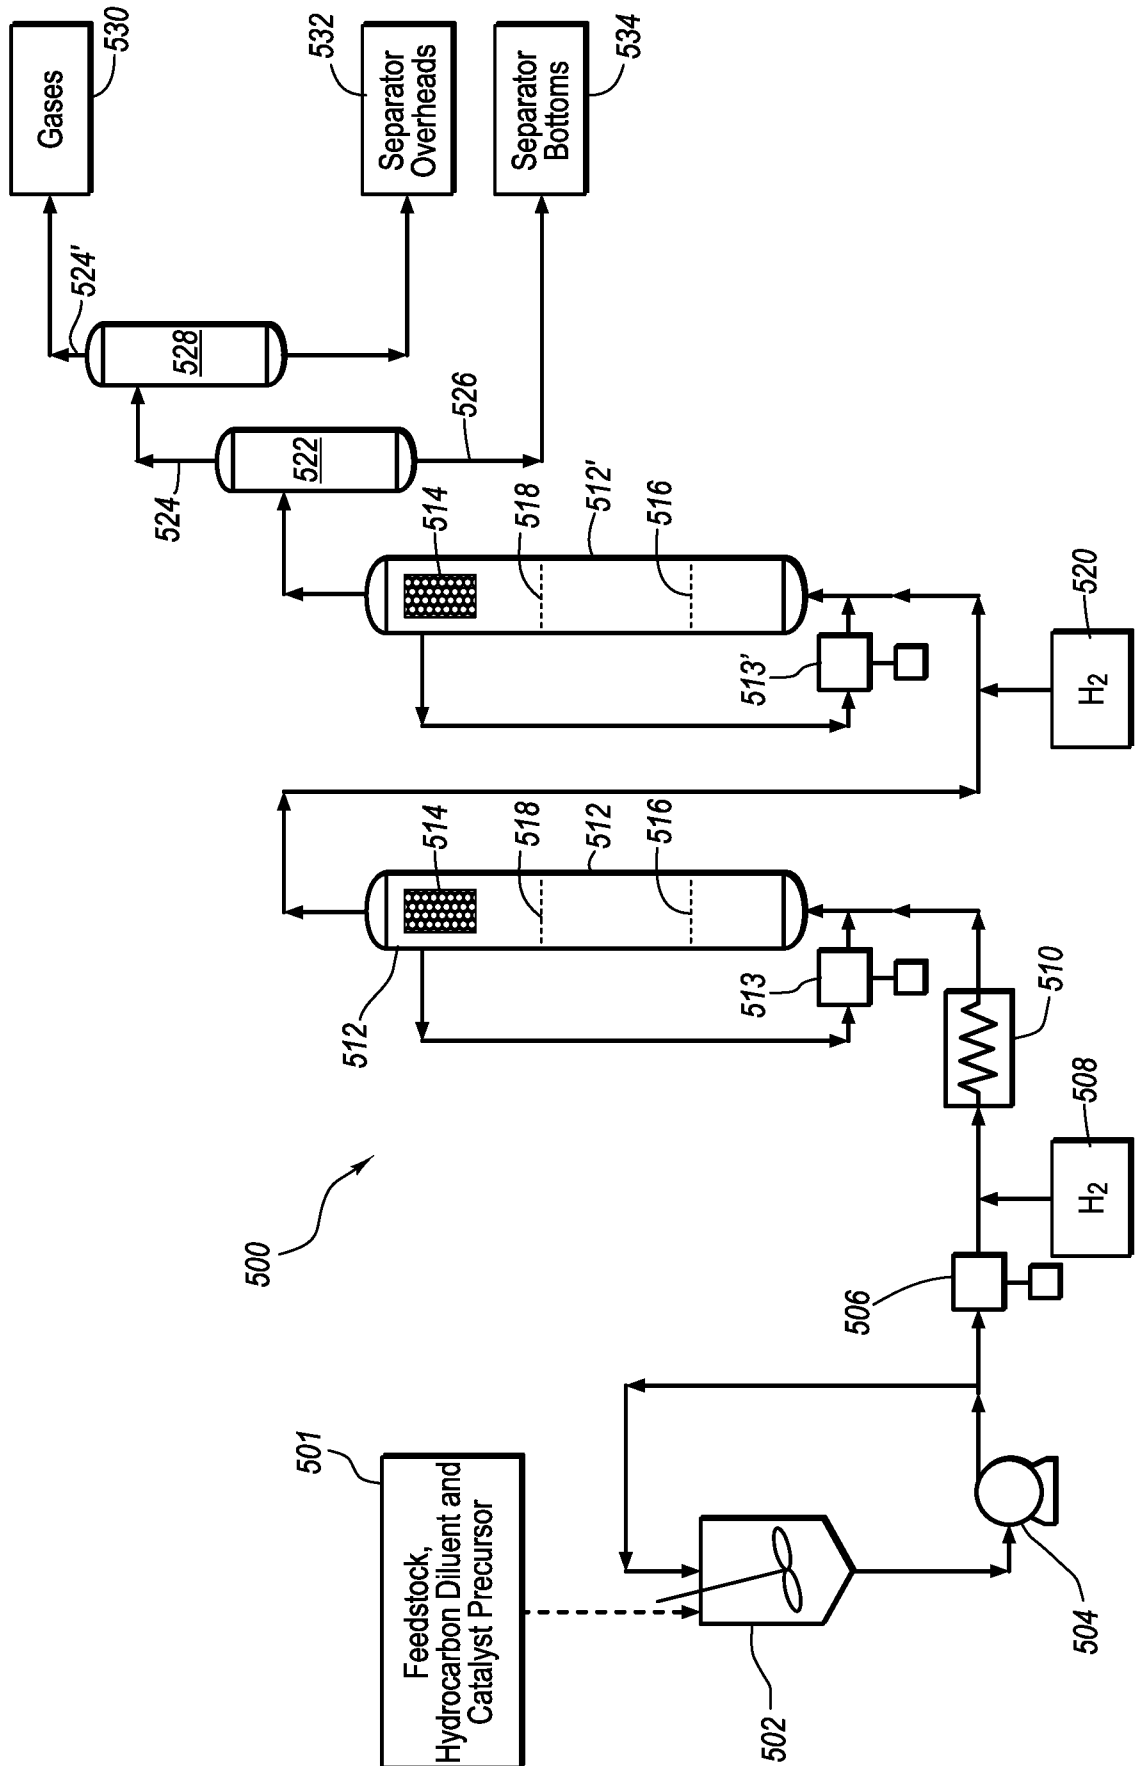 500
501
Feedstock,
Hydrocarbon Diluent and
Catalyst Precursor
502
504
506
508
H2
510
512
513
514
518
512
516
520
H2
513'
514
518
512'
516
522
524
526
528
524'
Gases
530
Separator
Overheads
532
Separator
Bottoms
534